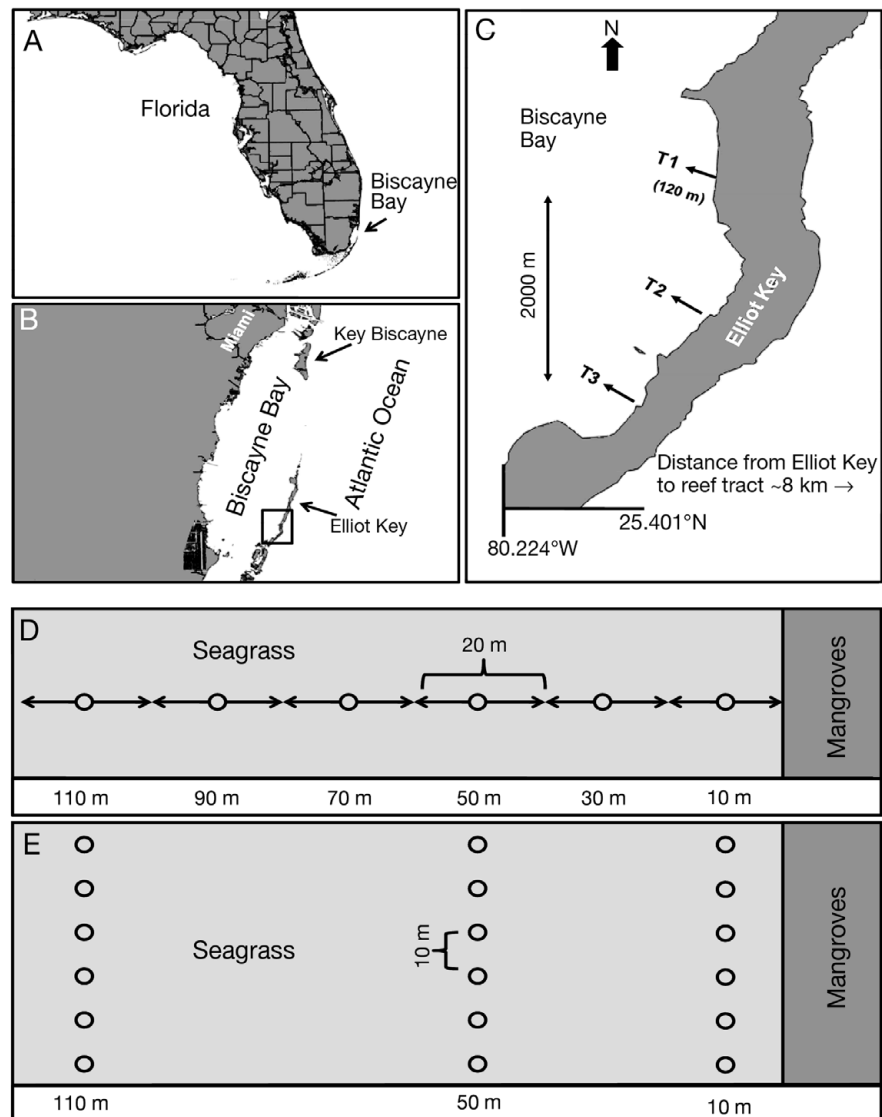 A
Florida
Biscayne
Bay
B
Miami
Key Biscayne
Biscayne Bay
Atlantic Ocean
Elliot Key
C
N
Biscayne
Bay
T1
(120 m)
2000 m
T2
Elliot Key
T3
Distance from Elliot Key
to reef tract ~8 km →
25.401°N
80.224°W
D
Seagrass
20 m
Mangroves
110 m 90 m 70 m 50 m 30 m 10 m
E
Seagrass
10 m
Mangroves
110 m 50 m 10 m